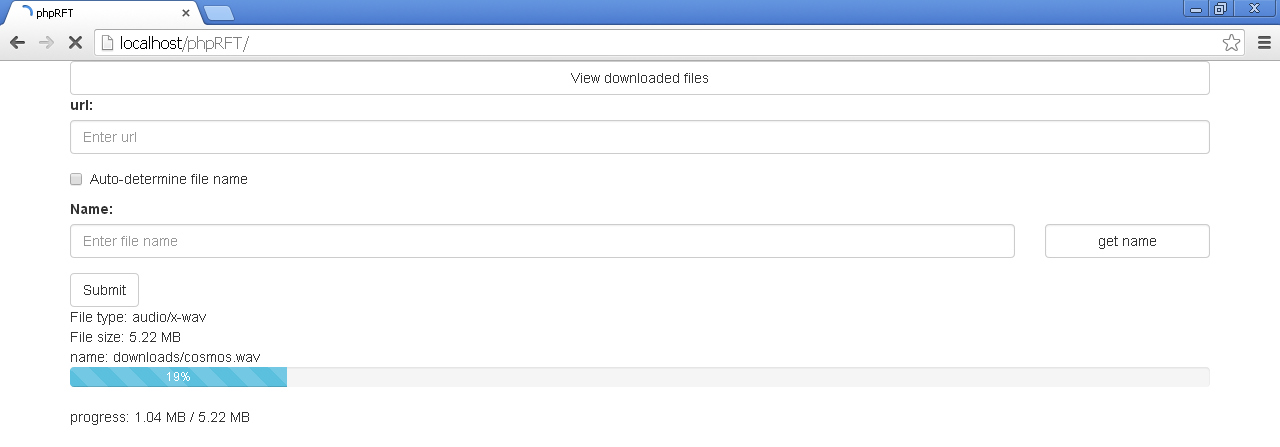 phpRFT
localhost/phpRFT/
View downloaded files
url:
Enter url
Auto-determine file name
Name:
Enter file name
get name
Submit
File type: audio/x-wav
File size: 5.22 MB
name: downloads/cosmos.wav
19%
progress: 1.04 MB / 5.22 MB